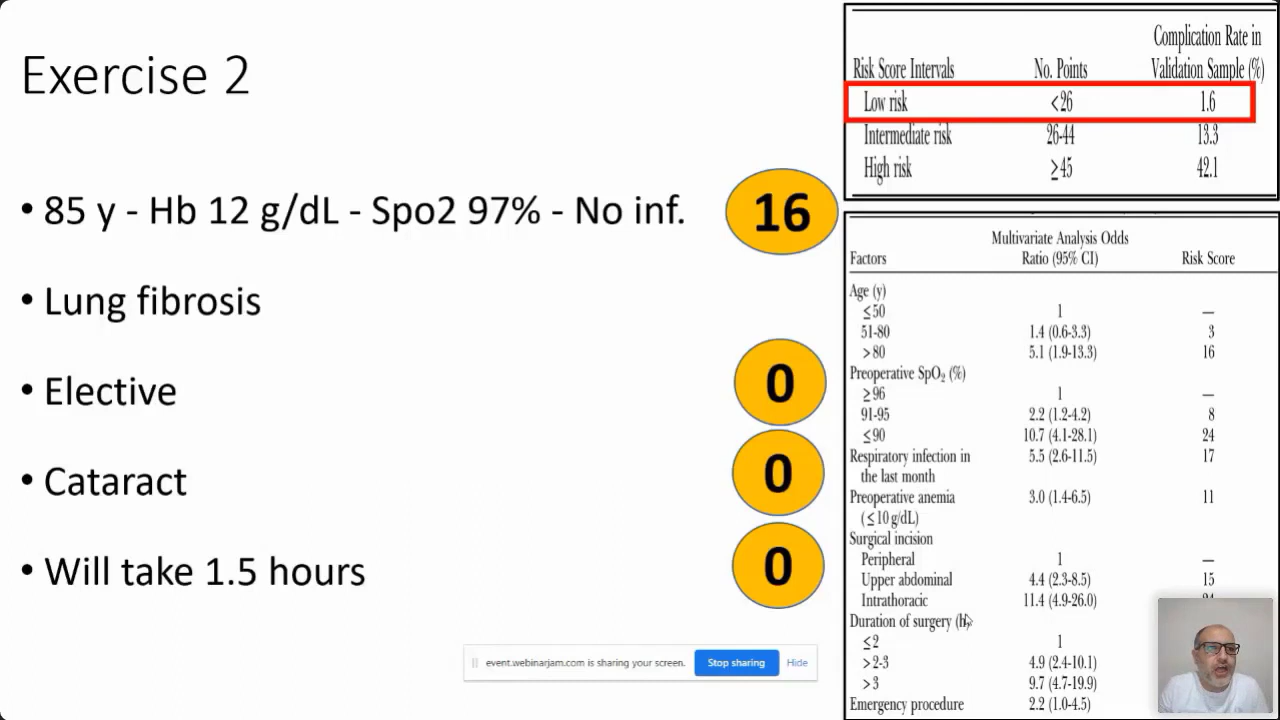 Exercise 2
• 85 y - Hb 12 g/dL - Spo2 97% - No inf.
16
• Lung fibrosis
• Elective
0
• Cataract
0
• Will take 1.5 hours
0
event.webinarjam.com is sharing your screen.
Stop sharing
Hide
Complication Rate in
Risk Score Intervals No. Points Validation Sample (%)
Low risk <26 1.6
Intermediate risk 26-44 13.3
High risk ≥45 42.1
Multivariate Analysis Odds
Factors Ratio (95% CI) Risk Score
Age (y)
≤50 1 —
51-80 1.4 (0.6-3.3) 3
>80 5.1 (1.9-13.3) 16
Preoperative SpO₂ (%)
≥96 1 —
91-95 2.2 (1.2-4.2) 8
≤90 10.7 (4.1-28.1) 24
Respiratory infection in 5.5 (2.6-11.5) 17
the last month
Preoperative anemia 3.0 (1.4-6.5) 11
(≤10 g/dL)
Surgical incision
Peripheral 1 —
Upper abdominal 4.4 (2.3-8.5) 15
Intrathoracic 11.4 (4.9-26.0)
Duration of surgery (h)
≤2 1
>2-3 4.9 (2.4-10.1)
>3 9.7 (4.7-19.9)
Emergency procedure 2.2 (1.0-4.5)